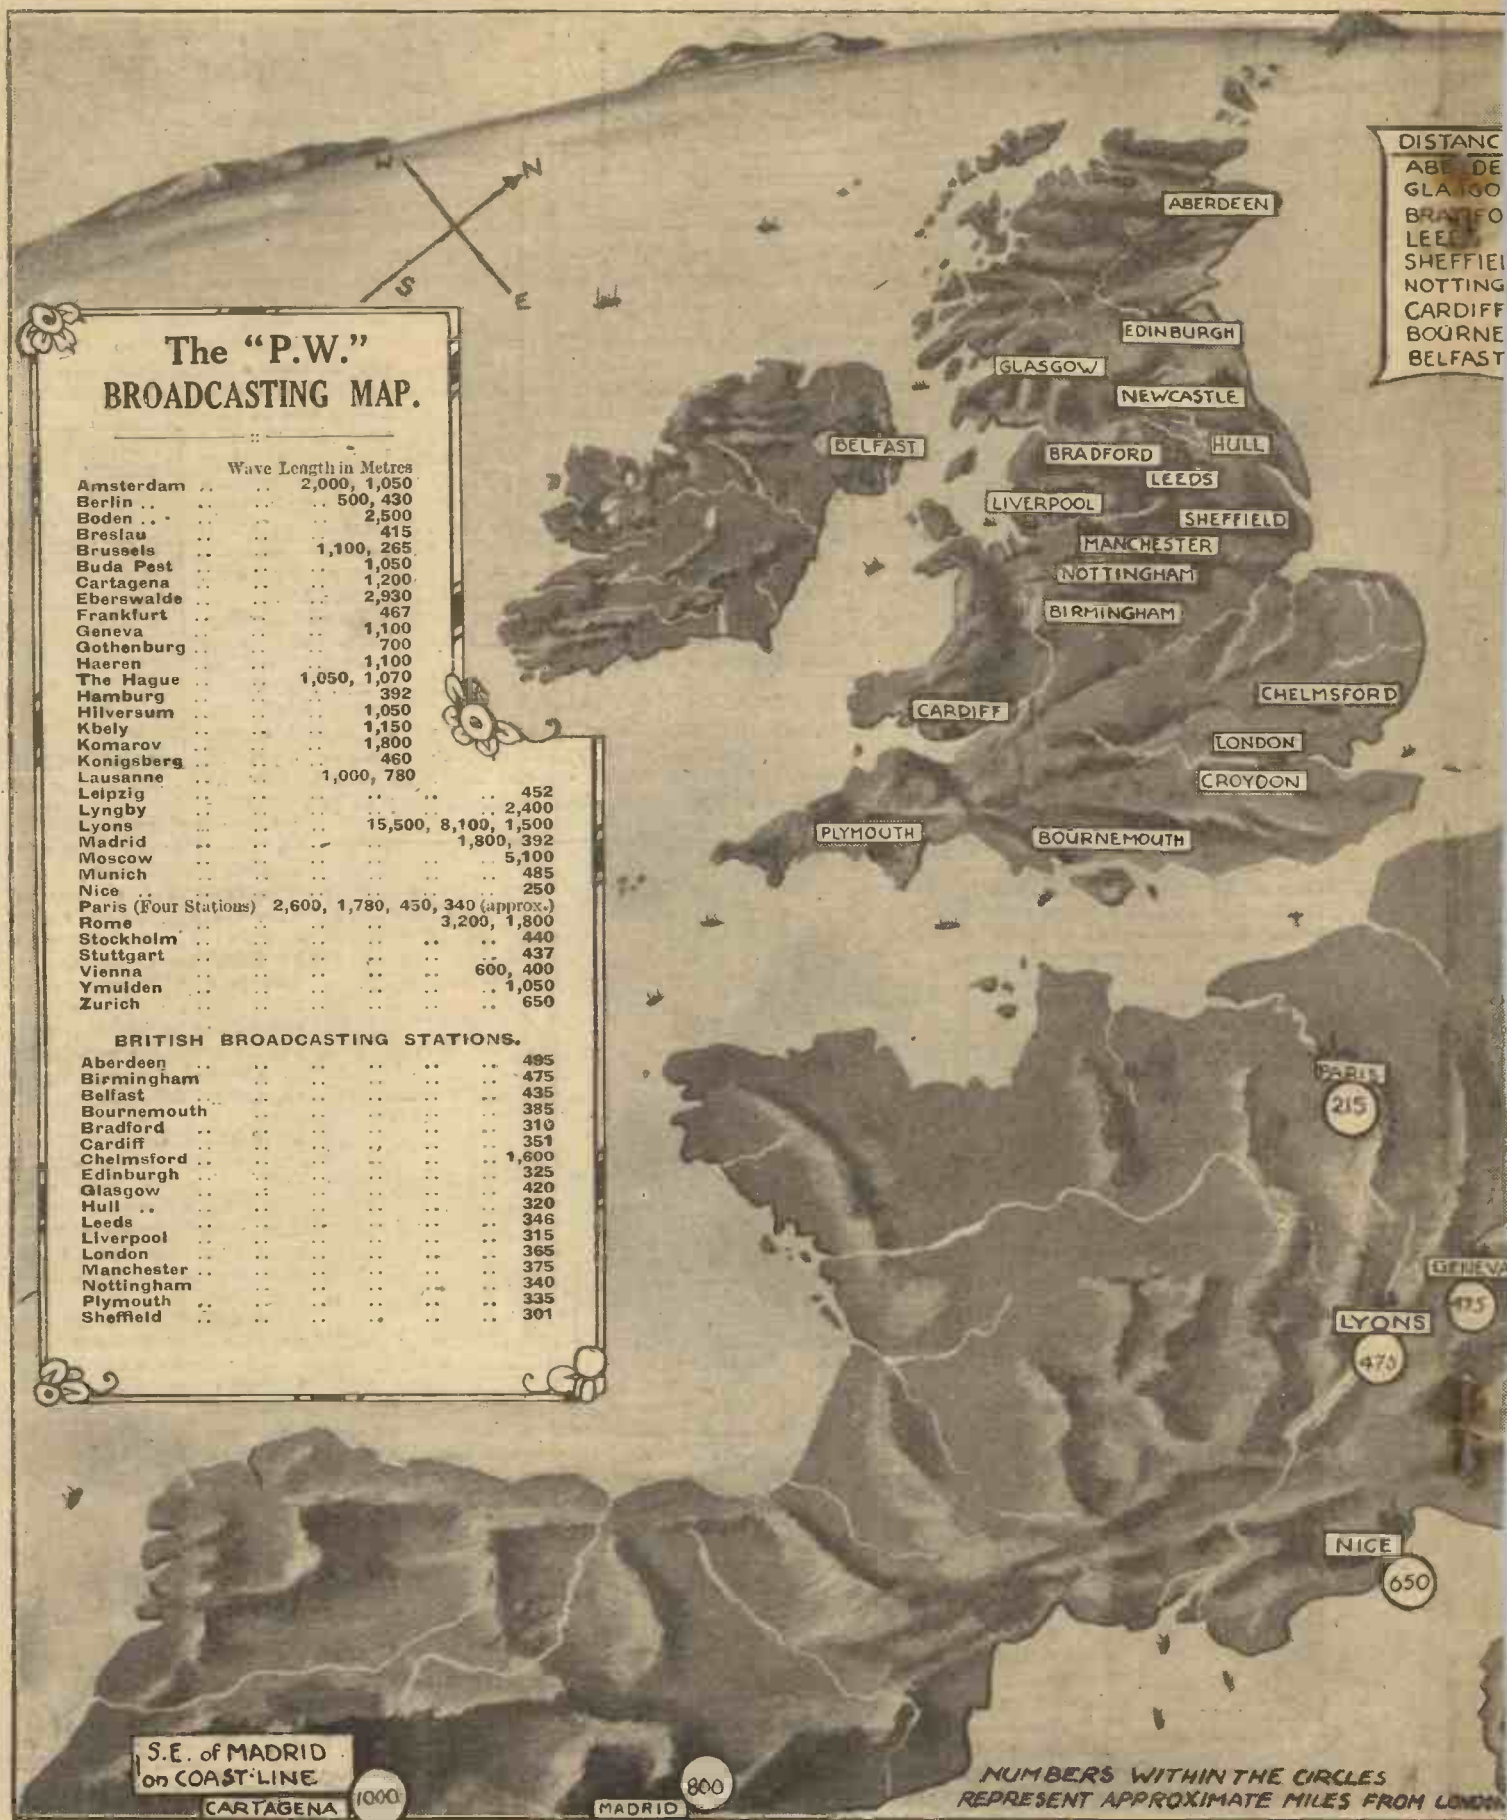 W
N
S
E
The "P.W."
BROADCASTING MAP.
Wave Length in Metres
Amsterdam .. .. 2,000, 1,050
Berlin .. .. .. .. 500, 430
Boden .. .. .. .. 2,500
Breslau .. .. .. 415
Brussels .. .. 1,100, 265
Buda Pest .. .. .. 1,050
Cartagena .. .. .. 1,200
Eberswalde .. .. .. 2,930
Frankfurt .. .. .. 467
Geneva .. .. .. 1,100
Gothenburg .. .. .. 700
Haeren .. .. .. 1,100
The Hague .. .. 1,050, 1,070
Hamburg .. .. .. 392
Hilversum .. .. .. 1,050
Kbely .. .. .. 1,150
Komarov .. .. .. 1,800
Konigsberg .. .. .. 460
Lausanne .. .. 1,000, 780
Leipzig .. .. .. .. .. 452
Lyngby .. .. .. .. .. 2,400
Lyons .. .. .. 15,500, 8,100, 1,500
Madrid .. .. .. .. 1,800, 392
Moscow .. .. .. .. .. 5,100
Munich .. .. .. .. .. 485
Nice .. .. .. .. .. .. 250
Paris (Four Stations) 2,600, 1,780, 450, 340 (approx.)
Rome .. .. .. .. 3,200, 1,800
Stockholm .. .. .. .. .. .. 440
Stuttgart .. .. .. .. .. .. 437
Vienna .. .. .. .. .. 600, 400
Ymulden .. .. .. .. .. .. 1,050
Zurich .. .. .. .. .. .. 650
BRITISH BROADCASTING STATIONS.
Aberdeen .. .. .. .. .. .. 495
Birmingham .. .. .. .. .. 475
Belfast .. .. .. .. .. .. 435
Bournemouth .. .. .. .. .. 385
Bradford .. .. .. .. .. .. 310
Cardiff .. .. .. .. .. .. 351
Chelmsford .. .. .. .. .. .. 1,600
Edinburgh .. .. .. .. .. .. 325
Glasgow .. .. .. .. .. .. 420
Hull .. .. .. .. .. .. 320
Leeds .. .. .. .. .. .. 346
Liverpool .. .. .. .. .. .. 315
London .. .. .. .. .. .. 365
Manchester .. .. .. .. .. .. 375
Nottingham .. .. .. .. .. 340
Plymouth .. .. .. .. .. .. 335
Sheffield .. .. .. .. .. .. 301
DISTANC
ABE DE
GLASGO
BRADFO
LEEDS
SHEFFIEL
NOTTING
CARDIFF
BOURNE
BELFAST
ABERDEEN
EDINBURGH
GLASGOW
NEWCASTLE
BELFAST
HULL
BRADFORD
LEEDS
LIVERPOOL
SHEFFIELD
MANCHESTER
NOTTINGHAM
BIRMINGHAM
CHELMSFORD
CARDIFF
LONDON
CROYDON
PLYMOUTH
BOURNEMOUTH
PARIS
215
GENEVA
475
LYONS
475
NICE
650
S.E. of MADRID
on COAST-LINE
CARTAGENA
1000
800
MADRID
NUMBERS WITHIN THE CIRCLES
REPRESENT APPROXIMATE MILES FROM LONDON